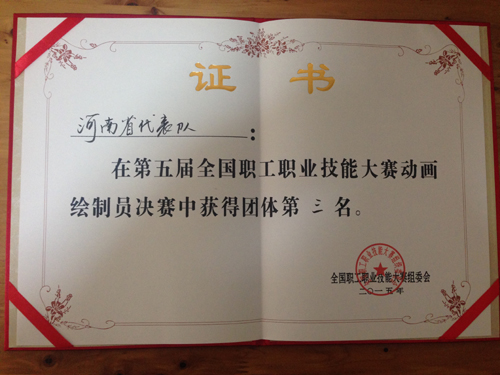 证书
河南省代表队：
在第五届全国职工职业技能大赛动画
绘制员决赛中获得团体第 三 名。
全国职工职业技能大赛组委会
二〇一五年